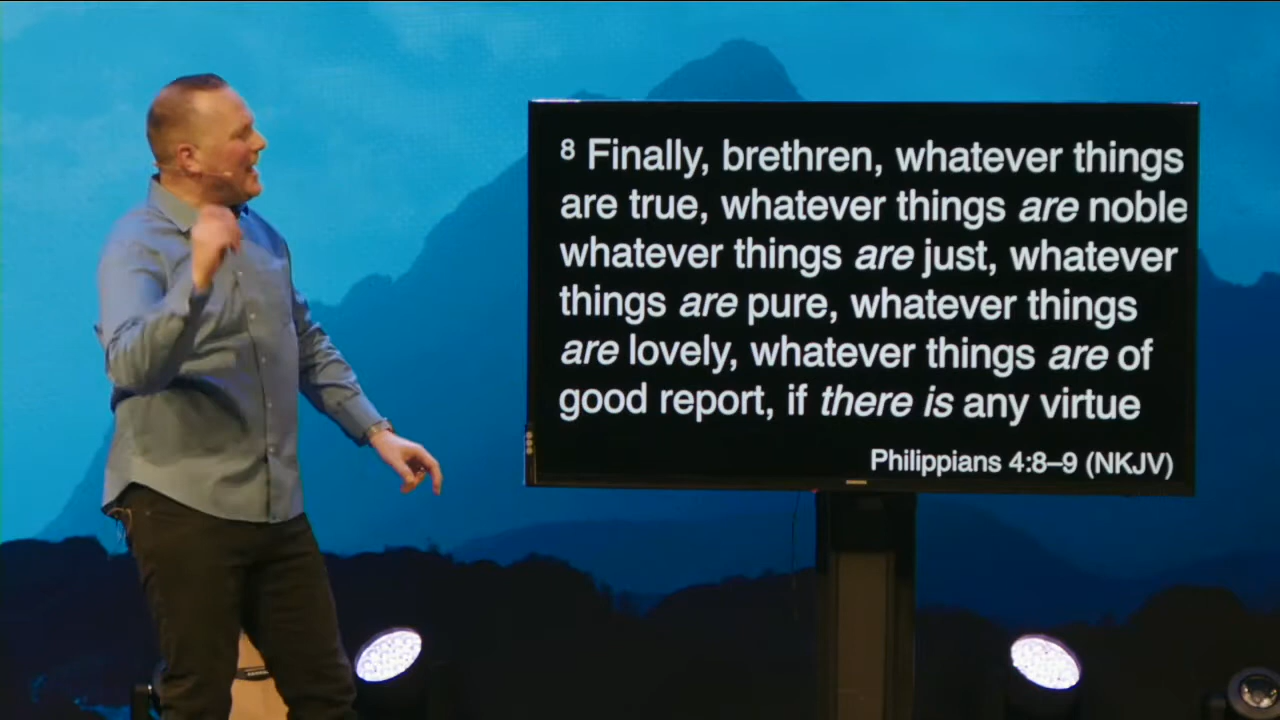 8 Finally, brethren, whatever things
are true, whatever things are noble
whatever things are just, whatever
things are pure, whatever things
are lovely, whatever things are of
good report, if there is any virtue
Philippians 4:8–9 (NKJV)